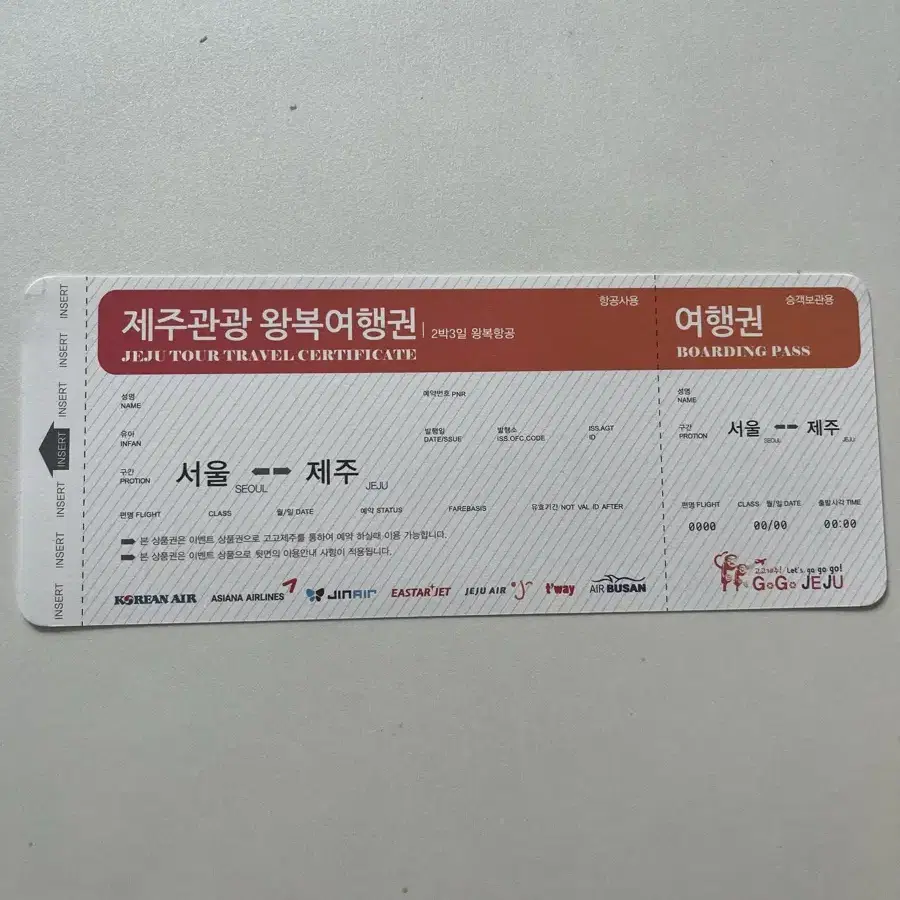 INSERT INSERT INSERT INSERT INSERT INSERT INSERT
제주관광 왕복여행권 2박3일 왕복항공 항공사용
JEJU TOUR TRAVEL CERTIFICATE
성명 예약번호 PNR
NAME
유아 발행일 발행소 ISS.AGT
INFAN DATE/SSUE ISS.OFC.CODE ID
구간
PROTION 서울 SEOUL 제주 JEJU
편명 FLIGHT CLASS 월/일 DATE 예약 STATUS FAREBASIS 유효기간 NOT VAL ID AFTER
본 상품권은 이벤트 상품권으로 고고제주를 통하여 예약 하실때 이용 가능합니다.
본 상품권은 이벤트 상품으로 뒷면의 이용안내 사항이 적용됩니다.
KOREAN AIR ASIANA AIRLINES JINAIR EASTAR JET JEJU AIR t'way AIR BUSAN
여행권 승객보관용
BOARDING PASS
성명
NAME
구간
PROTION 서울 SEOUL 제주 JEJU
편명 FLIGHT CLASS 월/일 DATE 출발시각 TIME
0000 00/00 00:00
고고제주! Let's go go go!
GoGo JEJU